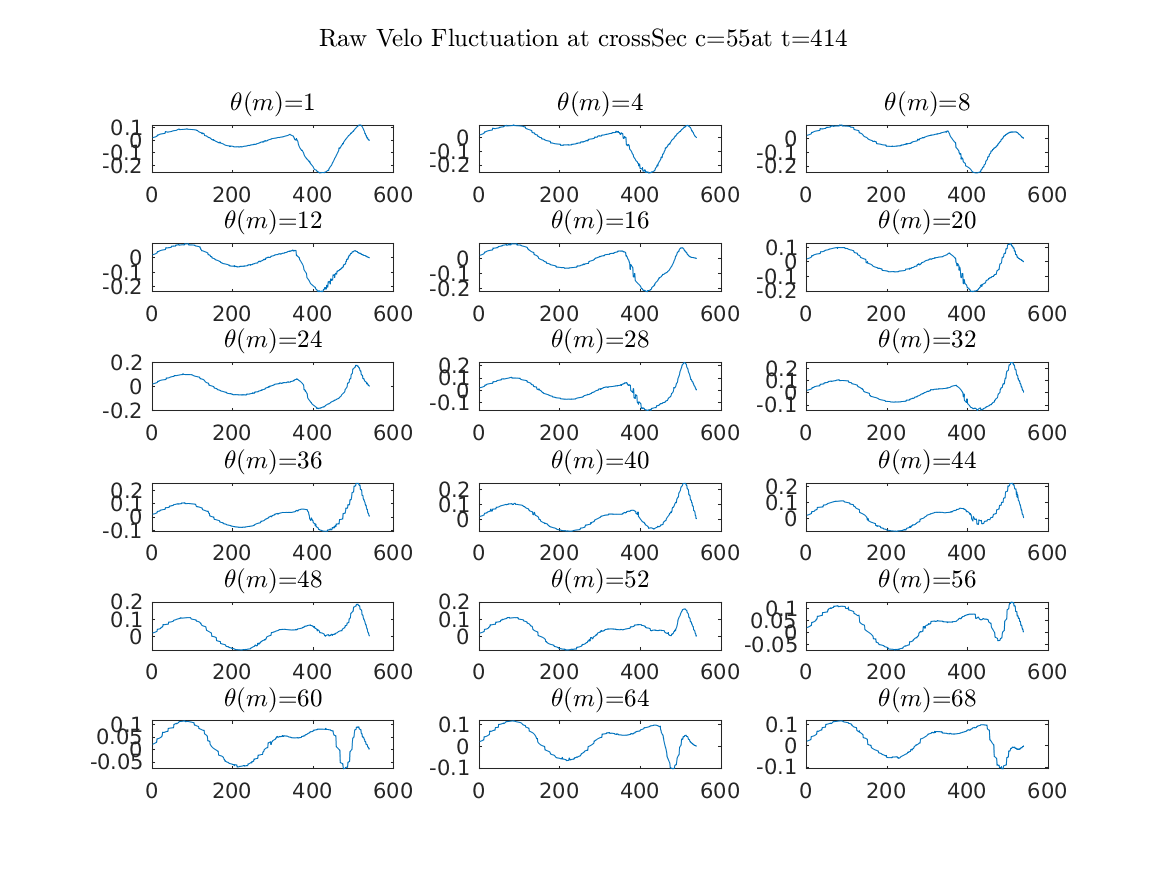 Raw Velo Fluctuation at crossSec c=55at t=414
θ(m)=1 θ(m)=4 θ(m)=8
0.1 0 -0.1 -0.2 0 -0.1 -0.2 0 -0.1 -0.2
0 200 400 600 0 200 400 600 0 200 400 600
θ(m)=12 θ(m)=16 θ(m)=20
0 -0.1 -0.2 0 -0.1 -0.2 0.1 0 -0.1 -0.2
0 200 400 600 0 200 400 600 0 200 400 600
θ(m)=24 θ(m)=28 θ(m)=32
0.2 0 -0.2 0.2 0.1 0 -0.1 0.2 0.1 0 -0.1
0 200 400 600 0 200 400 600 0 200 400 600
θ(m)=36 θ(m)=40 θ(m)=44
0.2 0.1 0 -0.1 0.2 0.1 0 0.2 0.1 0
0 200 400 600 0 200 400 600 0 200 400 600
θ(m)=48 θ(m)=52 θ(m)=56
0.2 0.1 0 0.2 0.1 0 0.1 0.05 0 -0.05
0 200 400 600 0 200 400 600 0 200 400 600
θ(m)=60 θ(m)=64 θ(m)=68
0.1 0.05 0 -0.05 0.1 0 -0.1 0.1 0 -0.1
0 200 400 600 0 200 400 600 0 200 400 600